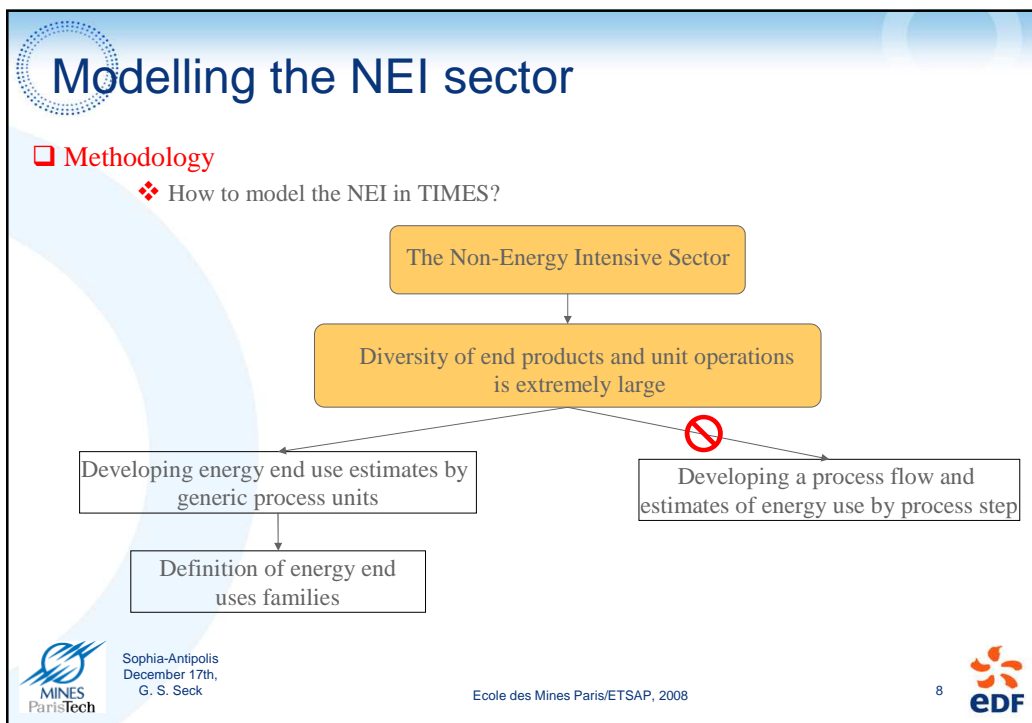 Modelling the NEI sector
Methodology
How to model the NEI in TIMES?
The Non-Energy Intensive Sector
Diversity of end products and unit operations
is extremely large
Developing energy end use estimates by
generic process units
Developing a process flow and
estimates of energy use by process step
Definition of energy end
uses families
MINES
ParisTech
Sophia-Antipolis
December 17th,
G. S. Seck
Ecole des Mines Paris/ETSAP, 2008
8
eDF